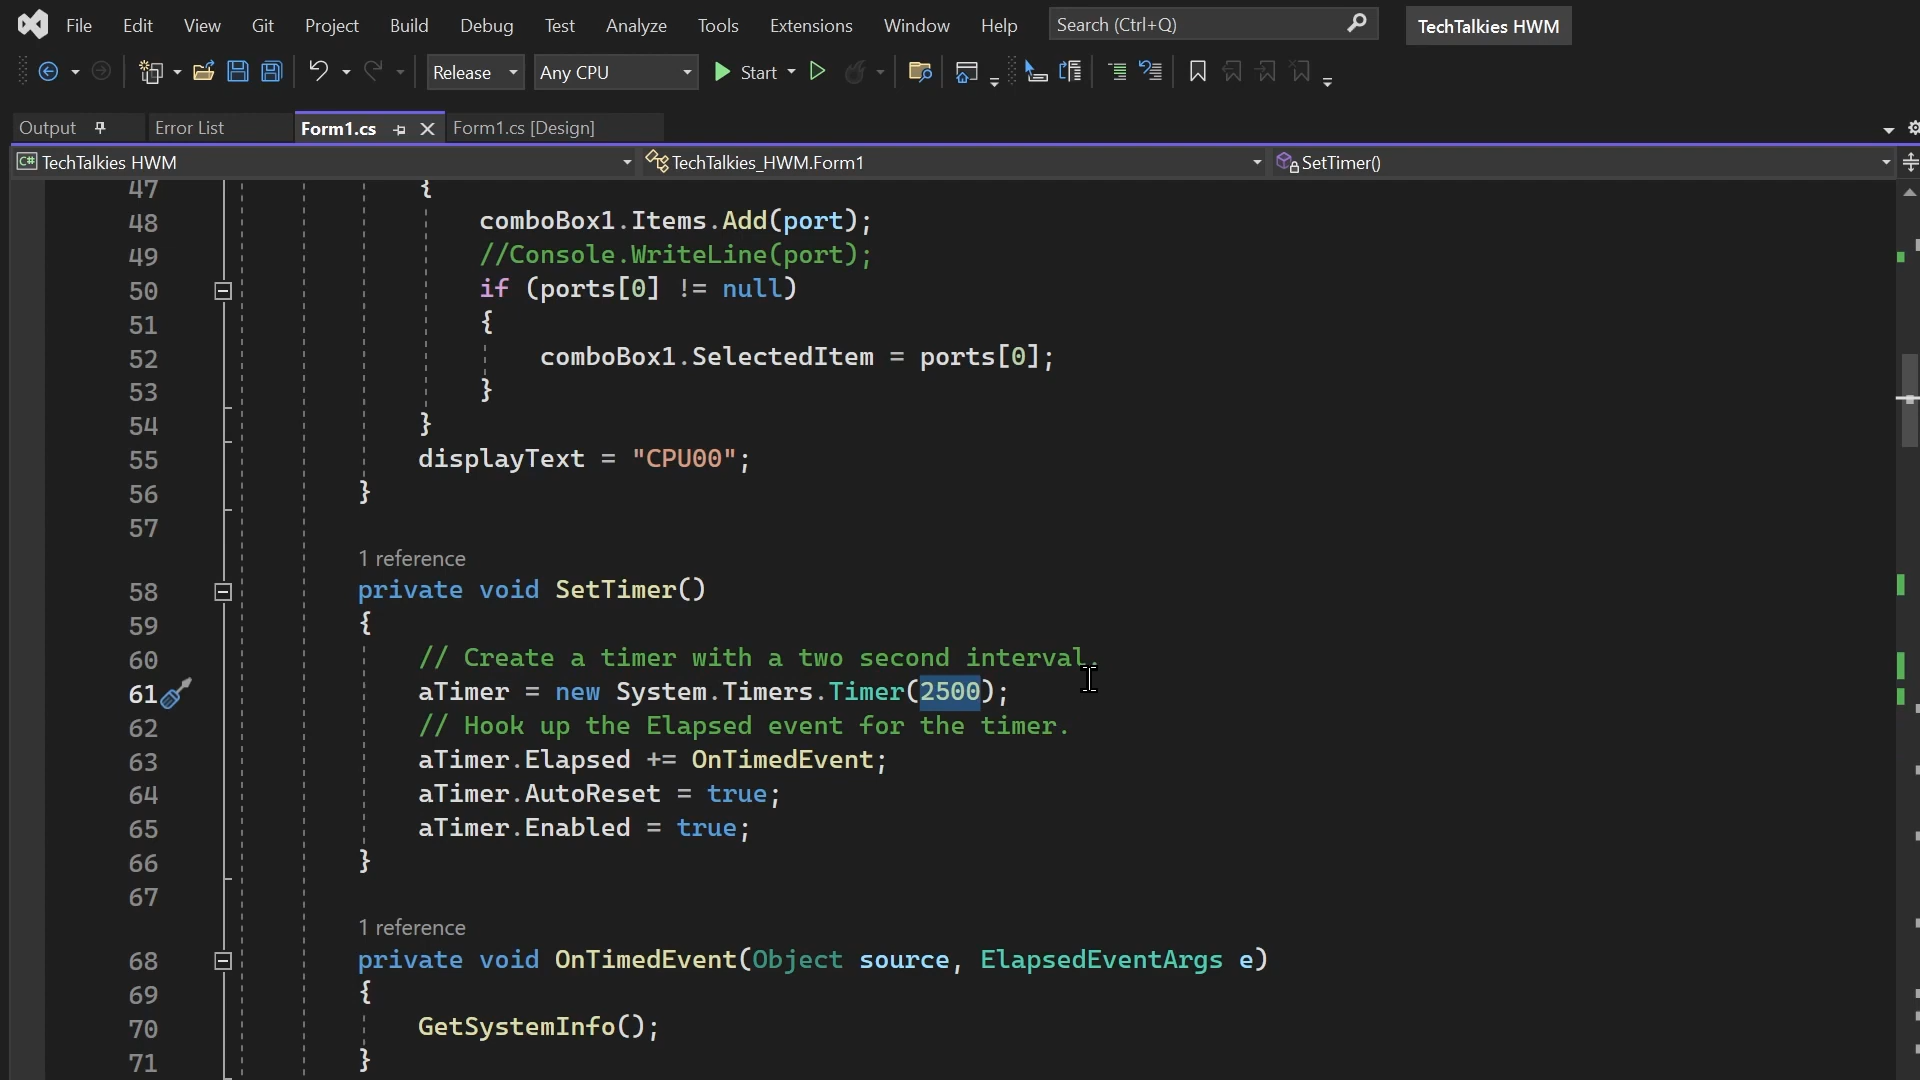 File Edit View Git Project Build Debug Test Analyze Tools Extensions Window Help Search (Ctrl+Q) TechTalkies HWM
Release Any CPU Start
Output Error List Form1.cs Form1.cs [Design]
C# TechTalkies HWM TechTalkies_HWM.Form1 SetTimer()
47 {
48 comboBox1.Items.Add(port);
49 //Console.WriteLine(port);
50 if (ports[0] != null)
51 {
52 comboBox1.SelectedItem = ports[0];
53 }
54 }
55 displayText = "CPU00";
56 }
57
1 reference
58 private void SetTimer()
59 {
60 // Create a timer with a two second interval.
61 aTimer = new System.Timers.Timer(2500);
62 // Hook up the Elapsed event for the timer.
63 aTimer.Elapsed += OnTimedEvent;
64 aTimer.AutoReset = true;
65 aTimer.Enabled = true;
66 }
67
1 reference
68 private void OnTimedEvent(Object source, ElapsedEventArgs e)
69 {
70 GetSystemInfo();
71 }